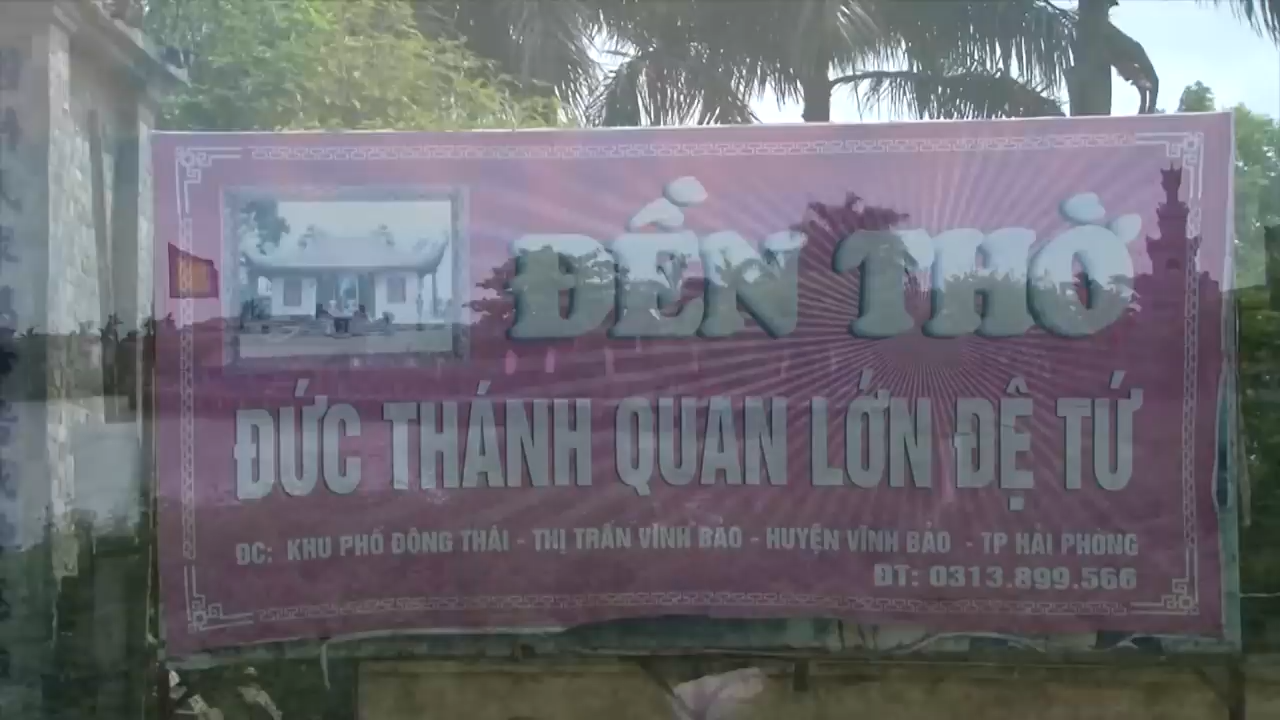 ĐỀN THỜ
ĐỨC THÁNH QUAN LỚN ĐỆ TỨ
ĐC: KHU PHỐ ĐÔNG THÁI - THỊ TRẤN VĨNH BẢO - HUYỆN VĨNH BẢO - TP HẢI PHÒNG
ĐT: 0313.899.566